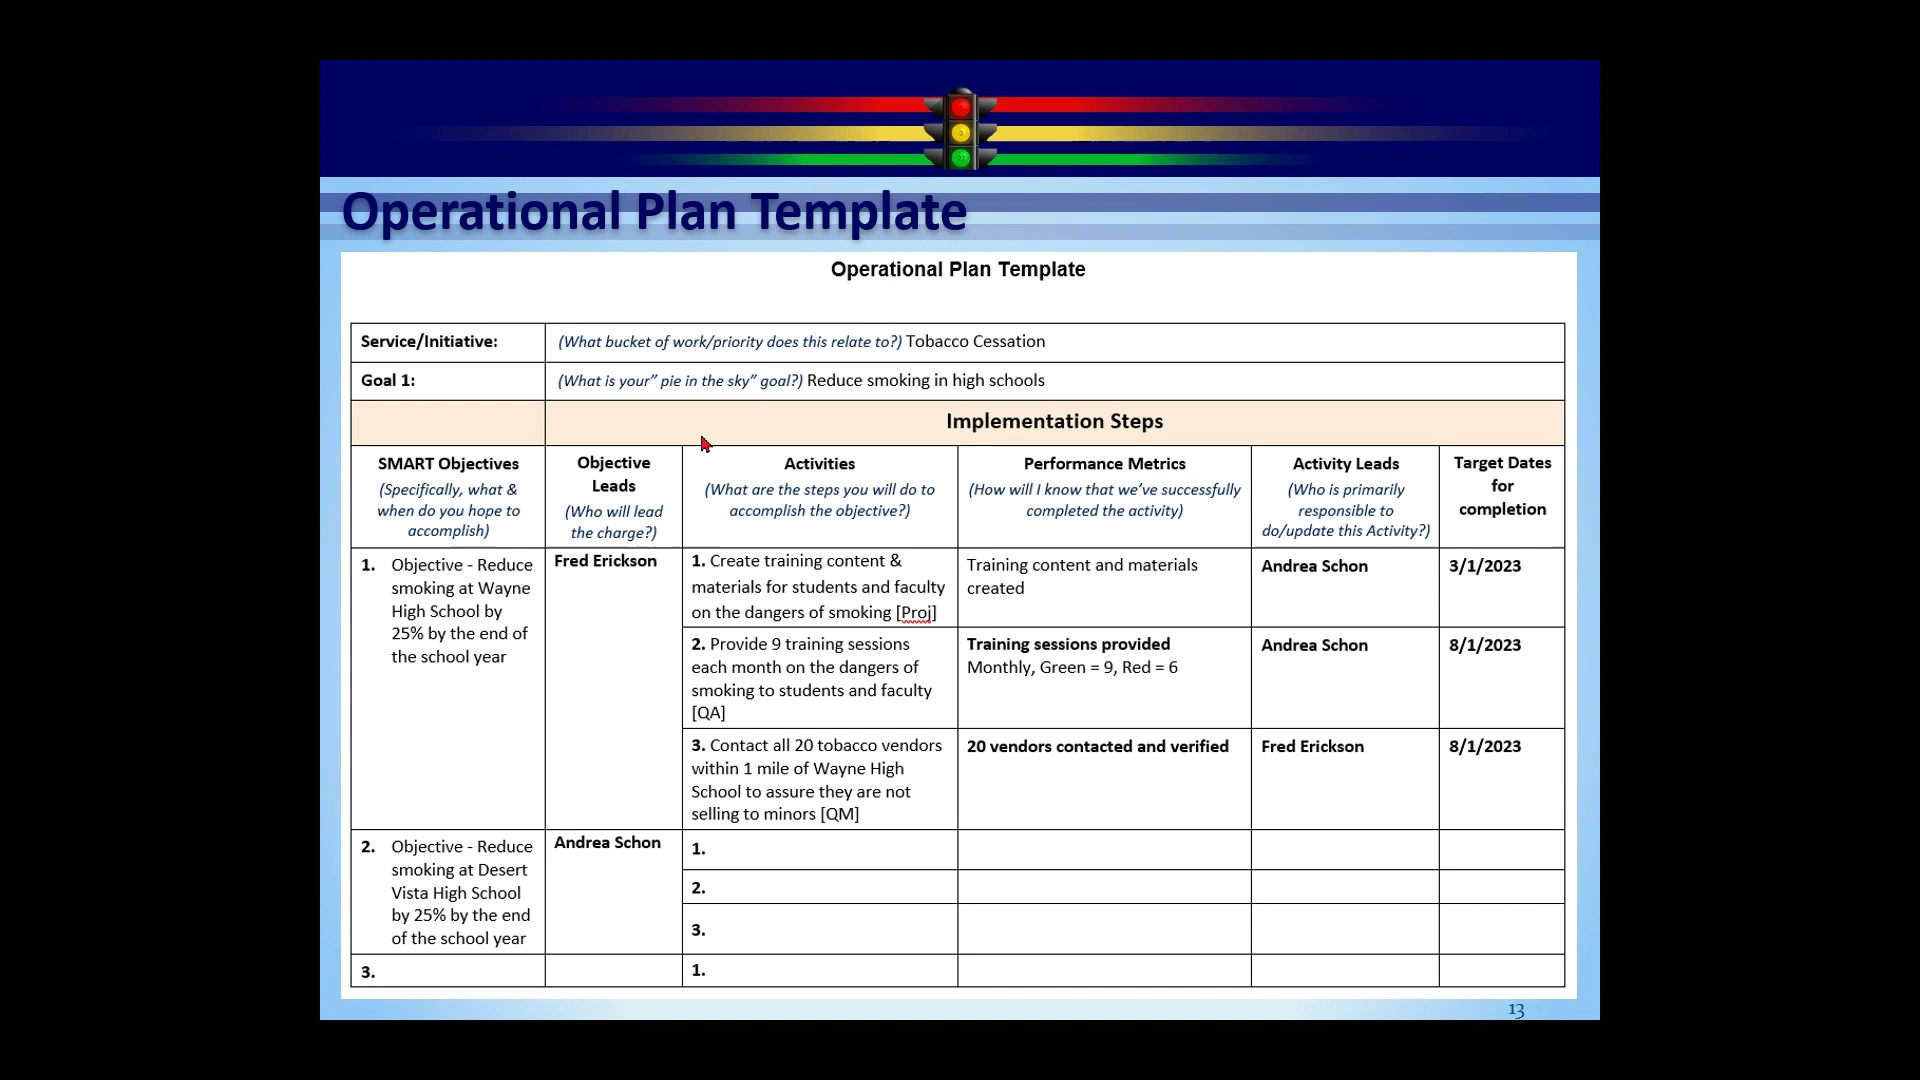 Operational Plan Template
Operational Plan Template
Service/Initiative:
(What bucket of work/priority does this relate to?) Tobacco Cessation
Goal 1:
(What is your” pie in the sky” goal?) Reduce smoking in high schools
Implementation Steps
SMART Objectives
(Specifically, what &
when do you hope to
accomplish)
Objective
Leads
(Who will lead
the charge?)
Activities
(What are the steps you will do to
accomplish the objective?)
Performance Metrics
(How will I know that we’ve successfully
completed the activity)
Activity Leads
(Who is primarily
responsible to
do/update this Activity?)
Target Dates
for
completion
1. Objective - Reduce
smoking at Wayne
High School by
25% by the end of
the school year
Fred Erickson
1. Create training content &
materials for students and faculty
on the dangers of smoking [Proj]
Training content and materials
created
Andrea Schon
3/1/2023
2. Provide 9 training sessions
each month on the dangers of
smoking to students and faculty
[QA]
Training sessions provided
Monthly, Green = 9, Red = 6
Andrea Schon
8/1/2023
3. Contact all 20 tobacco vendors
within 1 mile of Wayne High
School to assure they are not
selling to minors [QM]
20 vendors contacted and verified
Fred Erickson
8/1/2023
2. Objective - Reduce
smoking at Desert
Vista High School
by 25% by the end
of the school year
Andrea Schon
1.
2.
3.
3.
1.
13